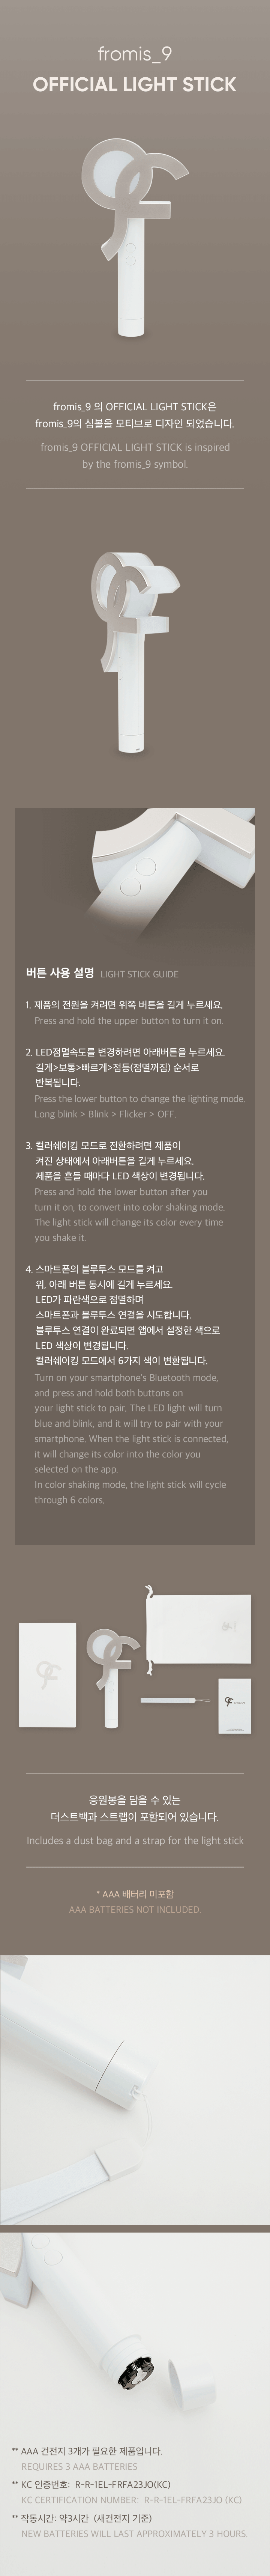 fromis_9
OFFICIAL LIGHT STICK
fromis_9 의 OFFICIAL LIGHT STICK은
fromis_9의 심볼을 모티브로 디자인 되었습니다.
fromis_9 OFFICIAL LIGHT STICK is inspired
by the fromis_9 symbol.
버튼 사용 설명 LIGHT STICK GUIDE
1. 제품의 전원을 켜려면 위쪽 버튼을 길게 누르세요.
Press and hold the upper button to turn it on.
2. LED점멸속도를 변경하려면 아래버튼을 누르세요.
길게>보통>빠르게>점등(점멸꺼짐) 순서로
반복됩니다.
Press the lower button to change the lighting mode.
Long blink > Blink > Flicker > OFF.
3. 컬러쉐이킹 모드로 전환하려면 제품이
켜진 상태에서 아래버튼을 길게 누르세요.
제품을 흔들 때마다 LED 색상이 변경됩니다.
Press and hold the lower button after you
turn it on, to convert into color shaking mode.
The light stick will change its color every time
you shake it.
4. 스마트폰의 블루투스 모드를 켜고
위, 아래 버튼 동시에 길게 누르세요.
LED가 파란색으로 점멸하며
스마트폰과 블루투스 연결을 시도합니다.
블루투스 연결이 완료되면 앱에서 설정한 색으로
LED 색상이 변경됩니다.
컬러쉐이킹 모드에서 6가지 색이 변환됩니다.
Turn on your smartphone's Bluetooth mode,
and press and hold both buttons on
your light stick to pair. The LED light will turn
blue and blink, and it will try to pair with your
smartphone. When the light stick is connected,
it will change its color into the color you
selected on the app.
In color shaking mode, the light stick will cycle
through 6 colors.
응원봉을 담을 수 있는
더스트백과 스트랩이 포함되어 있습니다.
Includes a dust bag and a strap for the light stick
* AAA 배터리 미포함
AAA BATTERIES NOT INCLUDED.
** AAA 건전지 3개가 필요한 제품입니다.
REQUIRES 3 AAA BATTERIES
** KC 인증번호: R-R-1EL-FRFA23JO(KC)
KC CERTIFICATION NUMBER: R-R-1EL-FRFA23JO (KC)
** 작동시간: 약3시간 (새건전지 기준)
NEW BATTERIES WILL LAST APPROXIMATELY 3 HOURS.